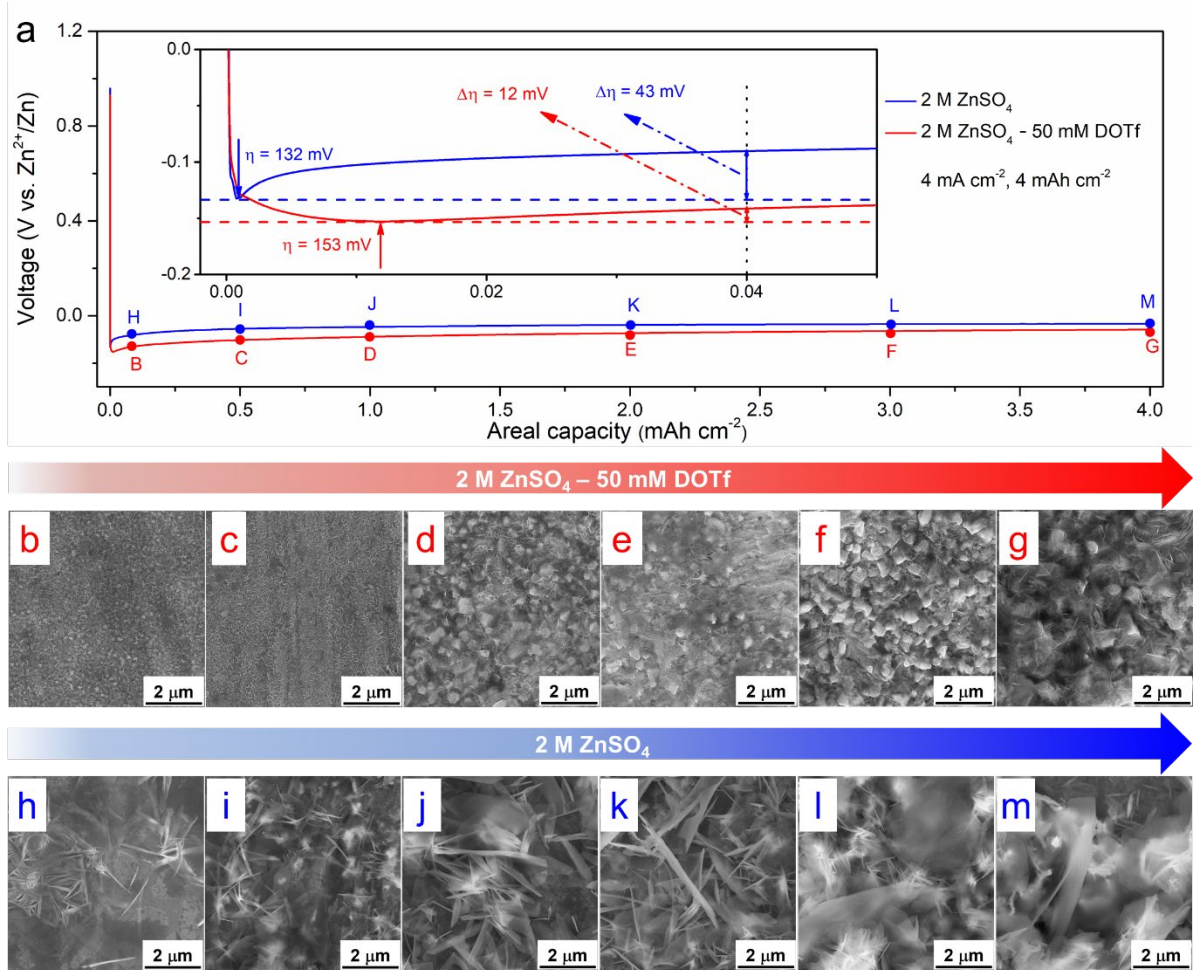 a
Voltage (V vs. Zn²⁺/Zn)
1.2
0.8
0.4
0.0
0.0
-0.1
-0.2
0.00
0.02
0.04
Δη = 12 mV
Δη = 43 mV
η = 132 mV
η = 153 mV
2 M ZnSO₄
2 M ZnSO₄ - 50 mM DOTf
4 mA cm⁻², 4 mAh cm⁻²
H I J K L M
B C D E F G
0.0 0.5 1.0 1.5 2.0 2.5 3.0 3.5 4.0
Areal capacity (mAh cm⁻²)
2 M ZnSO₄ – 50 mM DOTf
b c d e f g
2 μm 2 μm 2 μm 2 μm 2 μm 2 μm
2 M ZnSO₄
h i j k l m
2 μm 2 μm 2 μm 2 μm 2 μm 2 μm